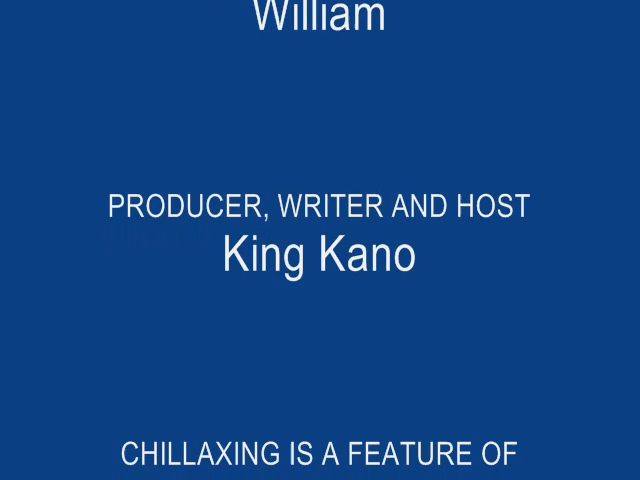 William
PRODUCER, WRITER AND HOST
King Kano
CHILLAXING IS A FEATURE OF